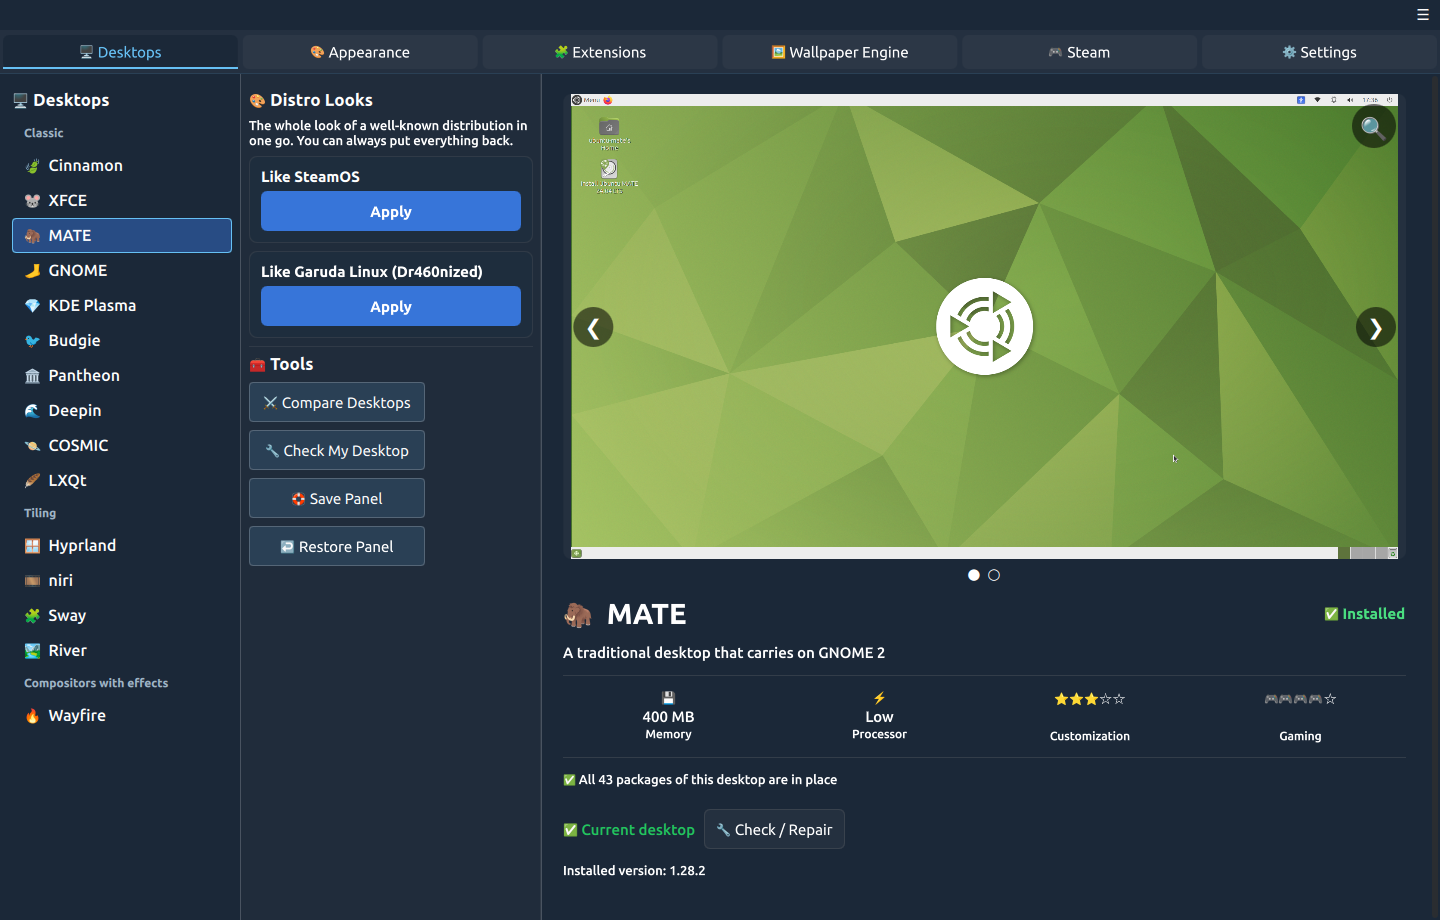 Desktops
Appearance
Extensions
Wallpaper Engine
Steam
Settings
Desktops
Classic
Cinnamon
XFCE
MATE
GNOME
KDE Plasma
Budgie
Pantheon
Deepin
COSMIC
LXQt
Tiling
Hyprland
niri
Sway
River
Compositors with effects
Wayfire
Distro Looks
The whole look of a well-known distribution in
one go. You can always put everything back.
Like SteamOS
Apply
Like Garuda Linux (Dr460nized)
Apply
Tools
Compare Desktops
Check My Desktop
Save Panel
Restore Panel
Menu
17:36
Home
MATE
Installed
A traditional desktop that carries on GNOME 2
400 MB
Memory
Low
Processor
Customization
Gaming
All 43 packages of this desktop are in place
Current desktop
Check / Repair
Installed version: 1.28.2